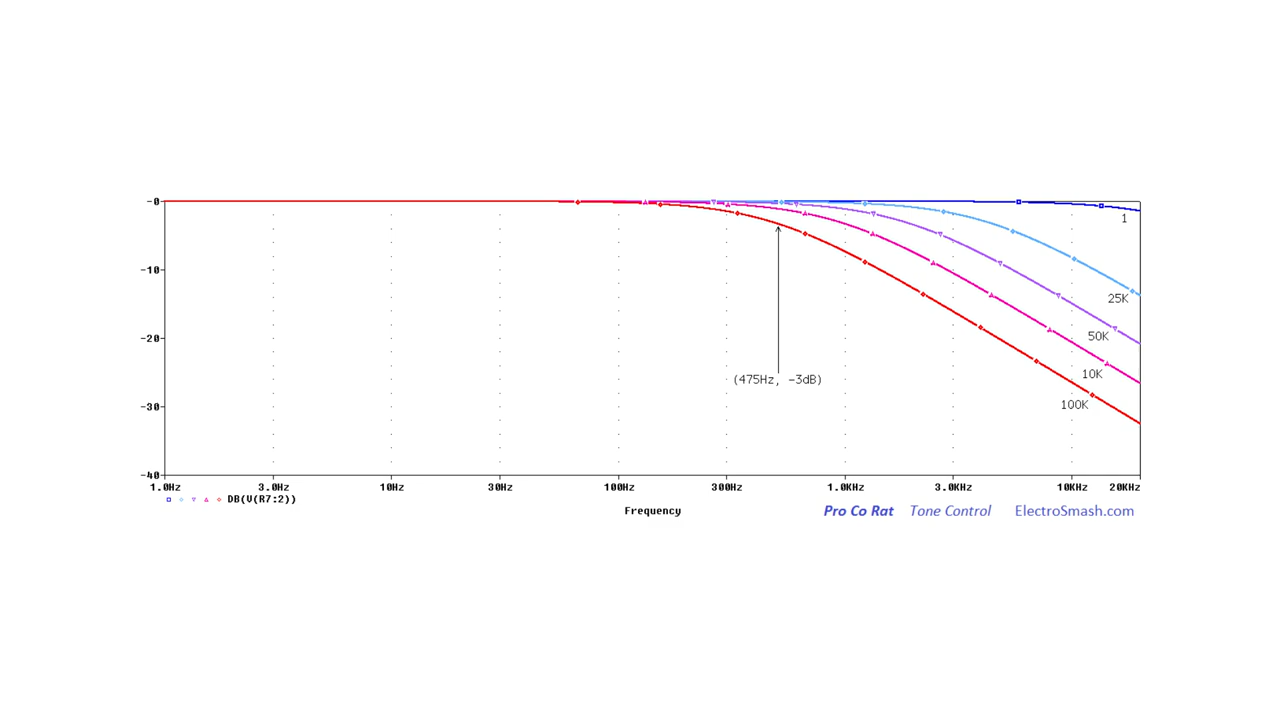 -0
1
-10
25K
50K
-20
10K
100K
(475Hz, -3dB)
-30
-40
1.0Hz 3.0Hz 10Hz 30Hz 100Hz 300Hz 1.0KHz 3.0KHz 10KHz 20KHz
DB(V(R7:2))
Frequency
Pro Co Rat Tone Control ElectroSmash.com